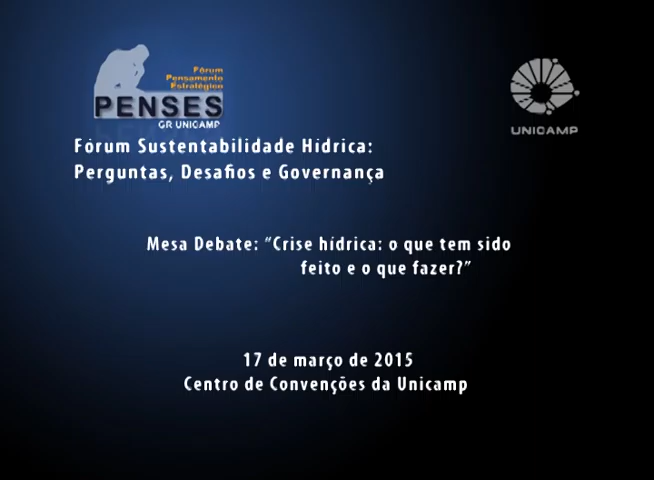 Fórum
Pensamento
Estratégico
PENSES
GR UNICAMP
UNICAMP
Fórum Sustentabilidade Hídrica:
Perguntas, Desafios e Governança
Mesa Debate: “Crise hídrica: o que tem sido
feito e o que fazer?”
17 de março de 2015
Centro de Convenções da Unicamp